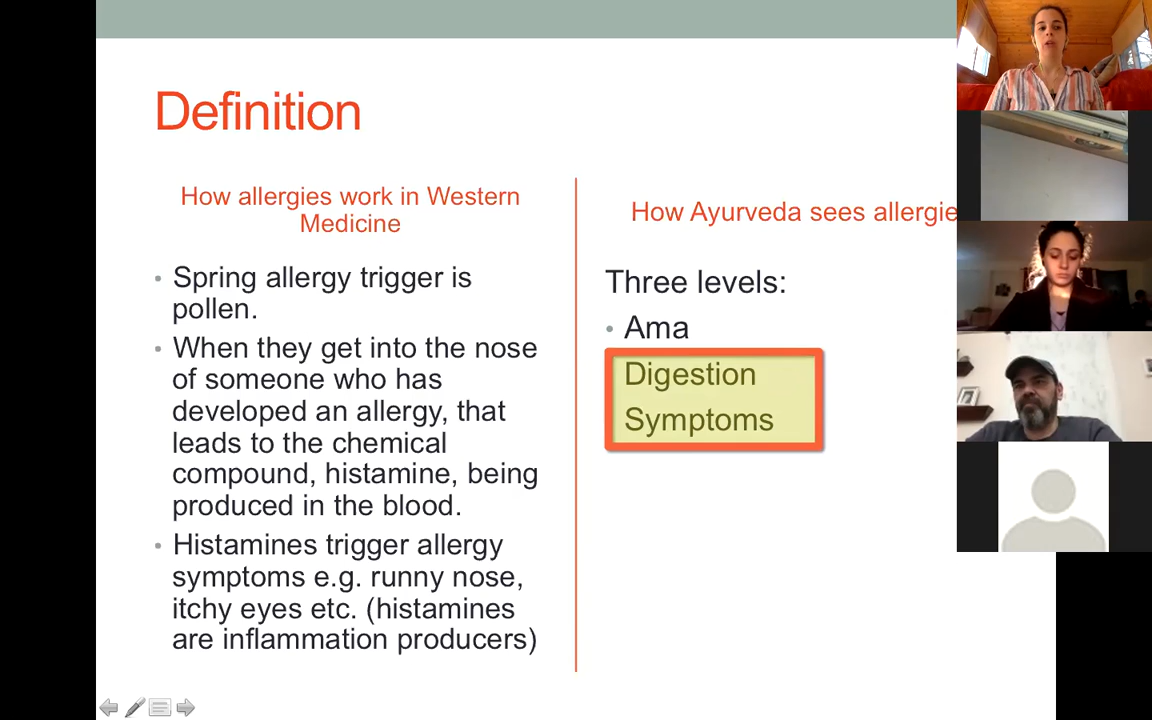 Definition
How allergies work in Western
Medicine
• Spring allergy trigger is
pollen.
• When they get into the nose
of someone who has
developed an allergy, that
leads to the chemical
compound, histamine, being
produced in the blood.
• Histamines trigger allergy
symptoms e.g. runny nose,
itchy eyes etc. (histamines
are inflammation producers)
How Ayurveda sees allergie
Three levels:
• Ama
Digestion
Symptoms